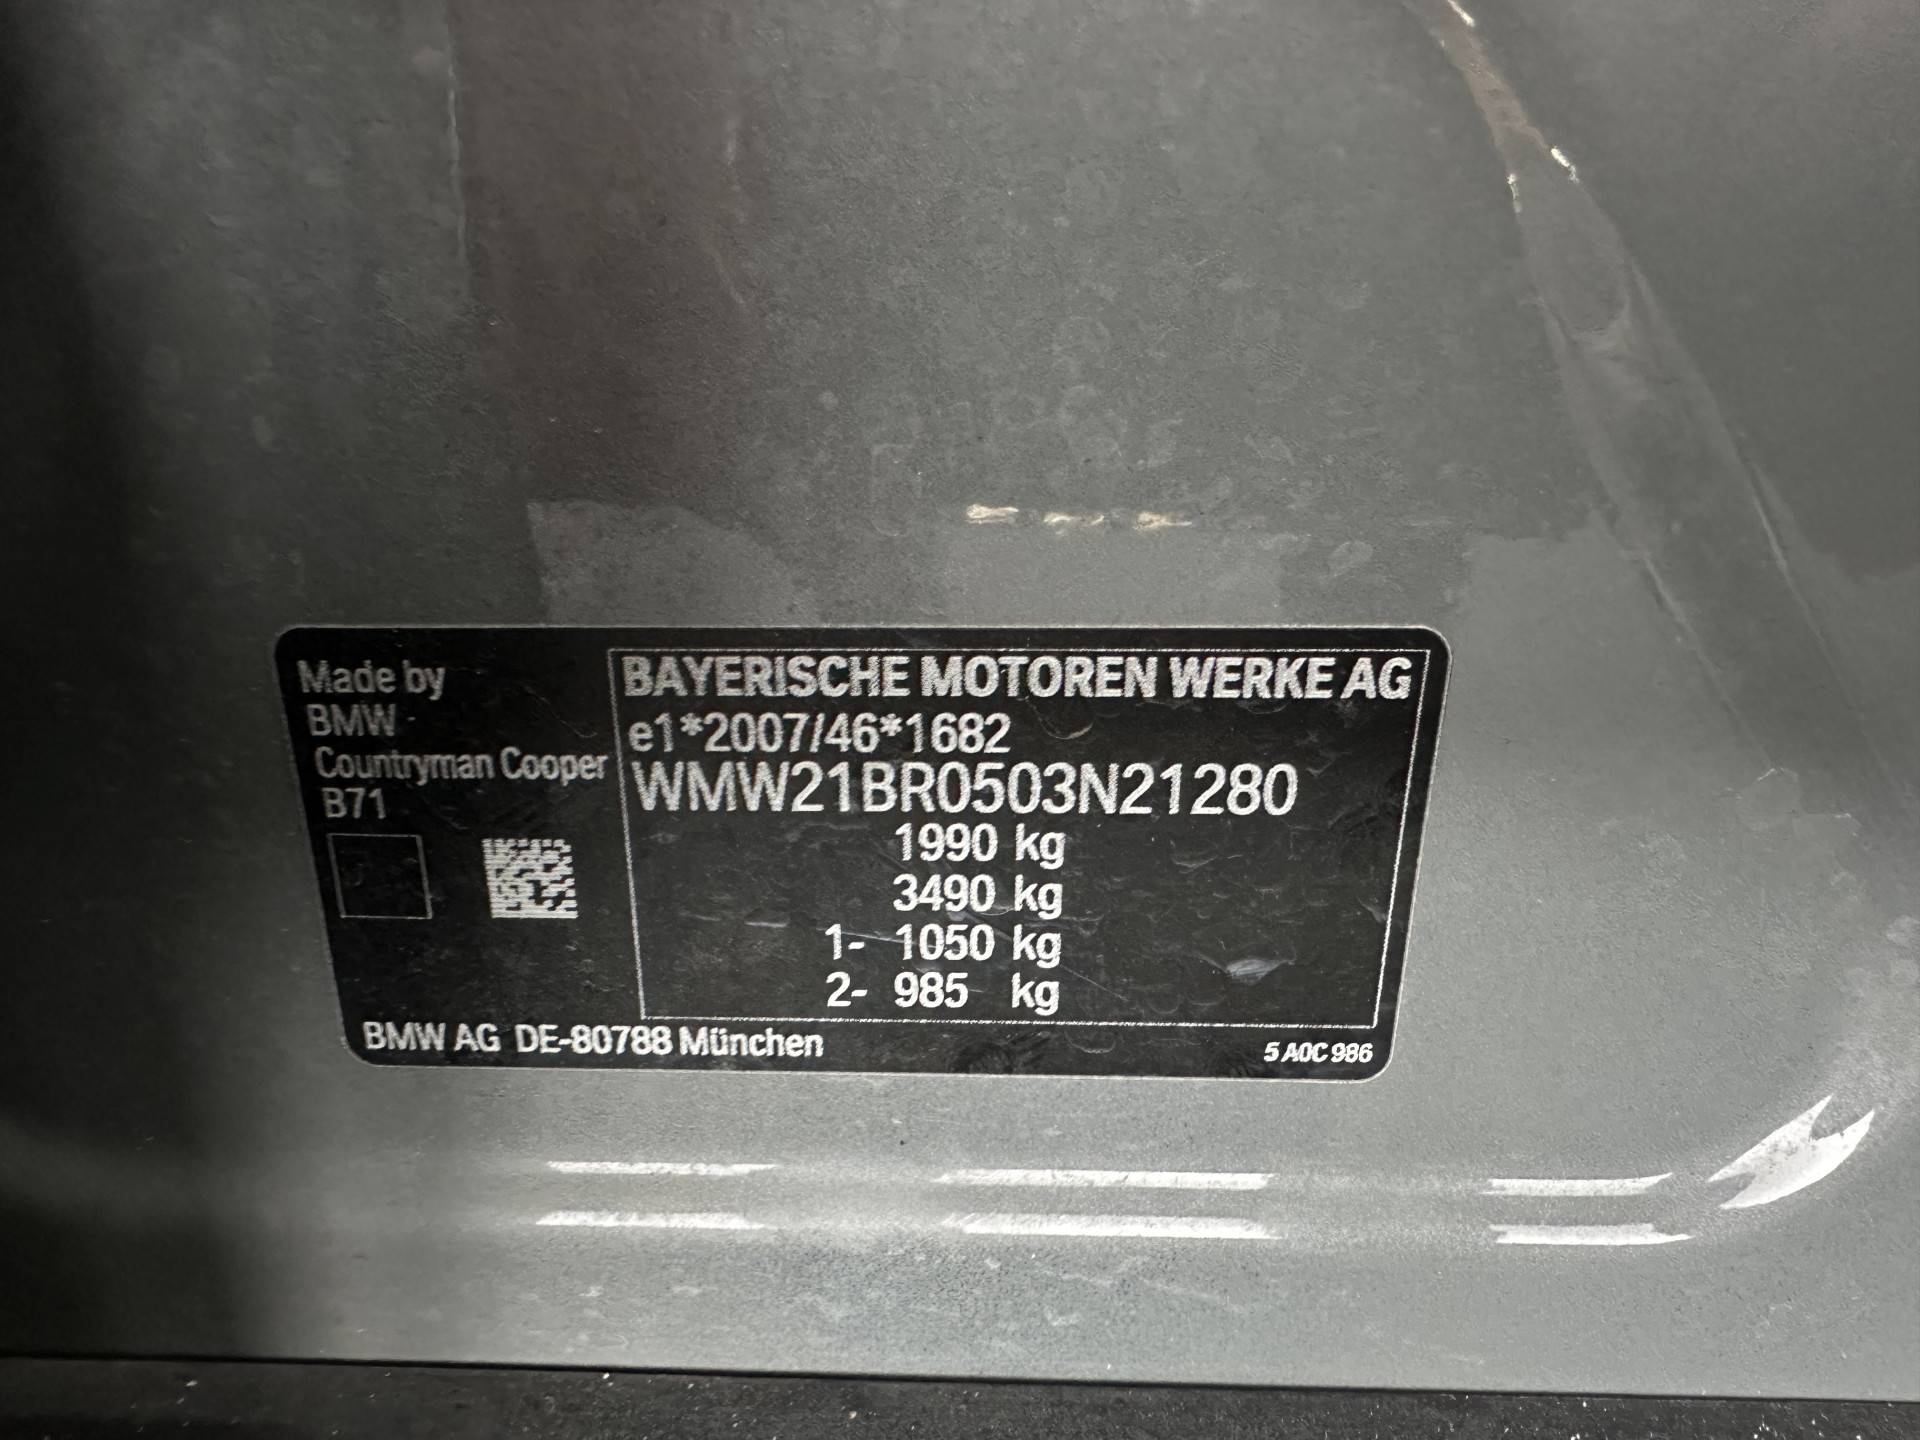 Made by
BMW
Countryman Cooper
B71
BAYERISCHE MOTOREN WERKE AG
e1*2007/46*1682
WMW21BR0503N21280
1990 kg
3490 kg
1- 1050 kg
2- 985 kg
BMW AG DE-80788 München
5 A0C 986